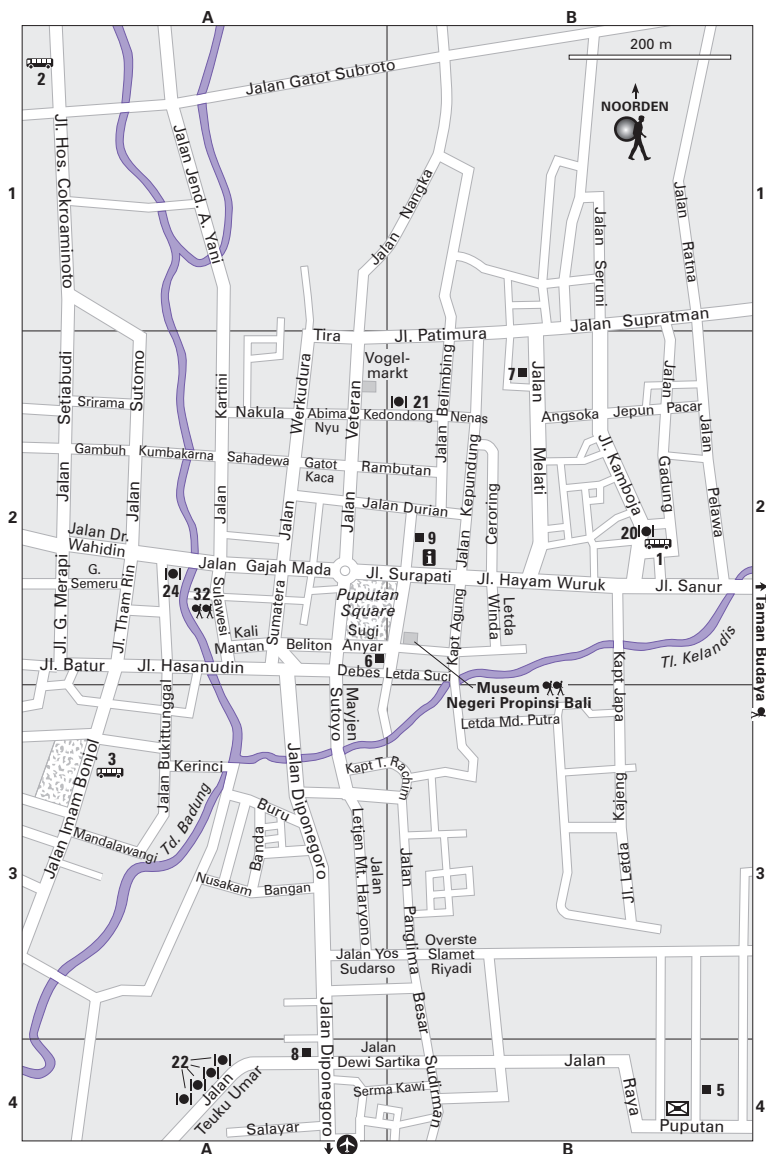 A
B
200 m
2
NOORDEN
Jalan Gatot Subroto
Jl. Hos. Cokroaminoto
Jalan Jend. A. Yani
1
1
Jalan Nangka
Jalan
Seruni
Jalan
Ratna
Tira
Jl. Patimura
Jalan Supratman
Vogel-
markt
7
21
Setiabudi
Jalan
Sutomo
Jalan
Kartini
Jalan
Werkudura
Jalan
Veteran
Jalan
Jalan Belimbing
Jalan
Melati
Jalan
Gadung
Jalan
Pelawa
Srirama
Nakula
Abima
Nyu
Kedondong
Nenas
Angsoka
Jepun
Pacar
Jl. Kamboja
Gambuh
Kumbakarna
Sahadewa
Gatot
Kaca
Rambutan
Jalan Kepundung
Ceroring
Jalan Durian
2
2
9
20
1
Jalan Dr.
Wahidin
Jalan Gajah Mada
Jl. Surapati
Jl. Hayam Wuruk
Jl. Sanur
G.
Semeru
24
32
Sulawesi
Sumatera
Puputan
Square
Sugi
Jl. G. Merapi
Jl. Tham Rin
Kali
Mantan
Beliton
Anyar
Kapt Agung
Letda
Winda
Tl. Kelandis
Taman Budaya
Jl. Batur
Jl. Hasanudin
6
Debes
Letda Suci
Museum
Negeri Propinsi Bali
Letda Md. Putra
Kapt Japa
Jalan Bukittunggal
Sutoyo
Mayjen
3
Kerinci
Kapt T. Rachim
Jalan Imam Bonjol
Td. Badung
Jalan Diponegoro
Buru
Banda
Mandalawangi
Nusakam
Bangan
Letjen Mt. Haryono
Jalan
Jalan
Panglima
Besar
Sudirman
Kejeng
Jl. Letda
3
3
Jalan Yos
Sudarso
Overste
Slamet
Riyadi
Jalan Diponegoro
22
8
Jalan
Dewi Sartika
Jalan
Raya
Puputan
5
Jalan
Teuku Umar
Serma Kawi
Salayar
4
4
A
B